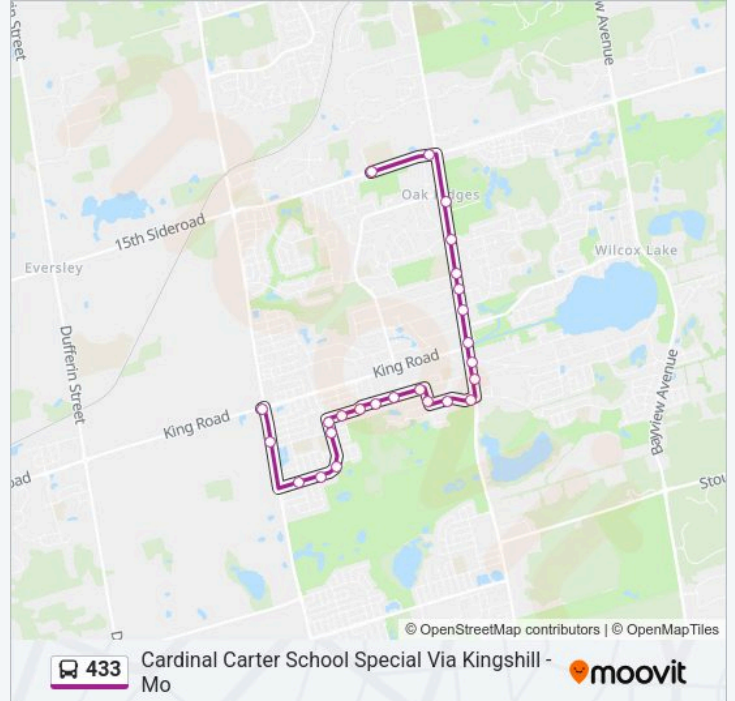 n Street
w Avenue
Oak Ridges
15th Sideroad
Wilcox Lake
Eversley
Dufferin Street
King Road
Bayview Avenue
King Road
oad
Stou
D
© OpenStreetMap contributors | © OpenMapTiles
433
Cardinal Carter School Special Via Kingshill -
Mo
moovit